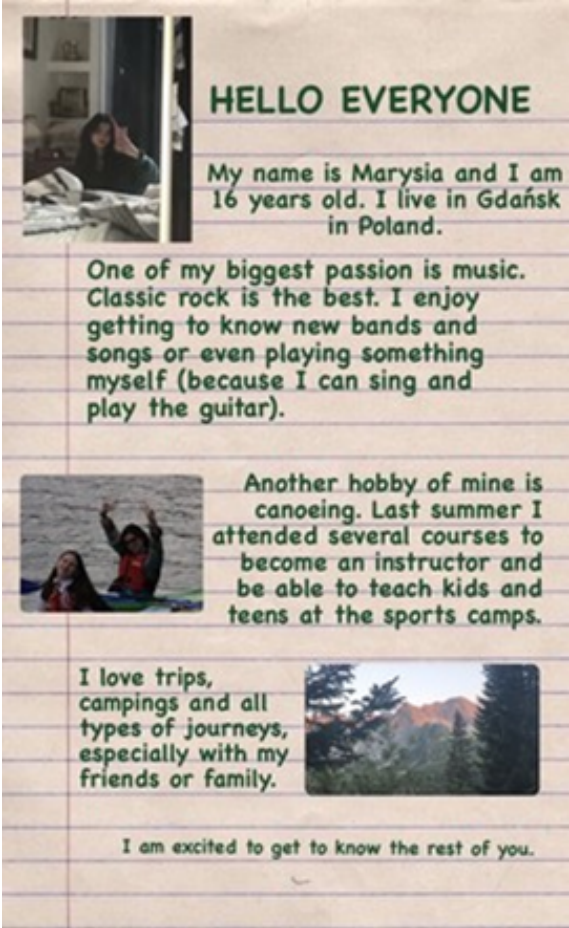 HELLO EVERYONE
My name is Marysia and I am
16 years old. I live in Gdańsk
in Poland.
One of my biggest passion is music.
Classic rock is the best. I enjoy
getting to know new bands and
songs or even playing something
myself (because I can sing and
play the guitar).
Another hobby of mine is
canoeing. Last summer I
attended several courses to
become an instructor and
be able to teach kids and
teens at the sports camps.
I love trips,
campings and all
types of journeys,
especially with my
friends or family.
I am excited to get to know the rest of you.